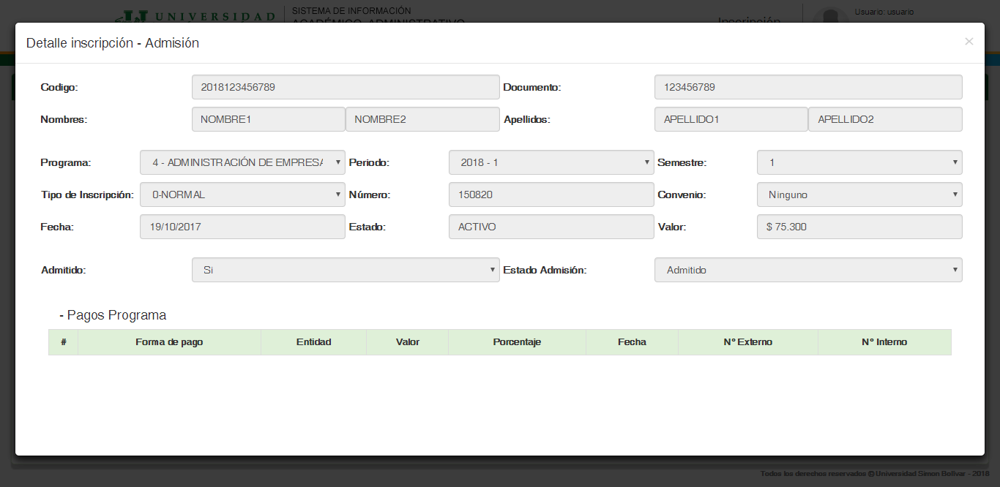 UNIVERSIDAD
SISTEMA DE INFORMACIÓN
ACADÉMICO ADMINISTRATIVO
Inscripción
Usuario: usuario
Detalle inscripción - Admisión ×
Codigo: 2018123456789 Documento: 123456789
Nombres: NOMBRE1 NOMBRE2 Apellidos: APELLIDO1 APELLIDO2
Programa: 4 - ADMINISTRACIÓN DE EMPRESA Periodo: 2018 - 1 Semestre: 1
Tipo de Inscripción: 0-NORMAL Número: 150820 Convenio: Ninguno
Fecha: 19/10/2017 Estado: ACTIVO Valor: $ 75.300
Admitido: Si Estado Admisión: Admitido
- Pagos Programa
# Forma de pago Entidad Valor Porcentaje Fecha N° Externo N° Interno
Todos los derechos reservados @Universidad Simon Bolivar - 2018